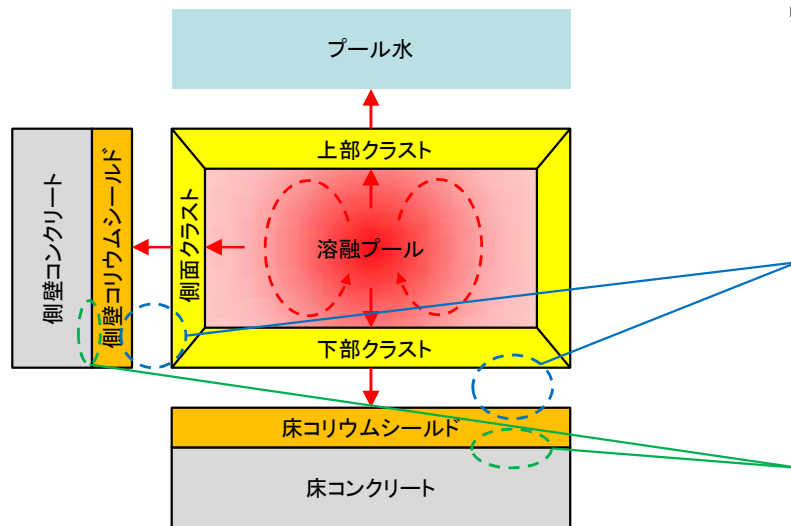 プール水
上部クラスト
側壁コンクリート
側壁コリウムシールド
側面クラスト
溶融プール
下部クラスト
床コリウムシールド
床コンクリート